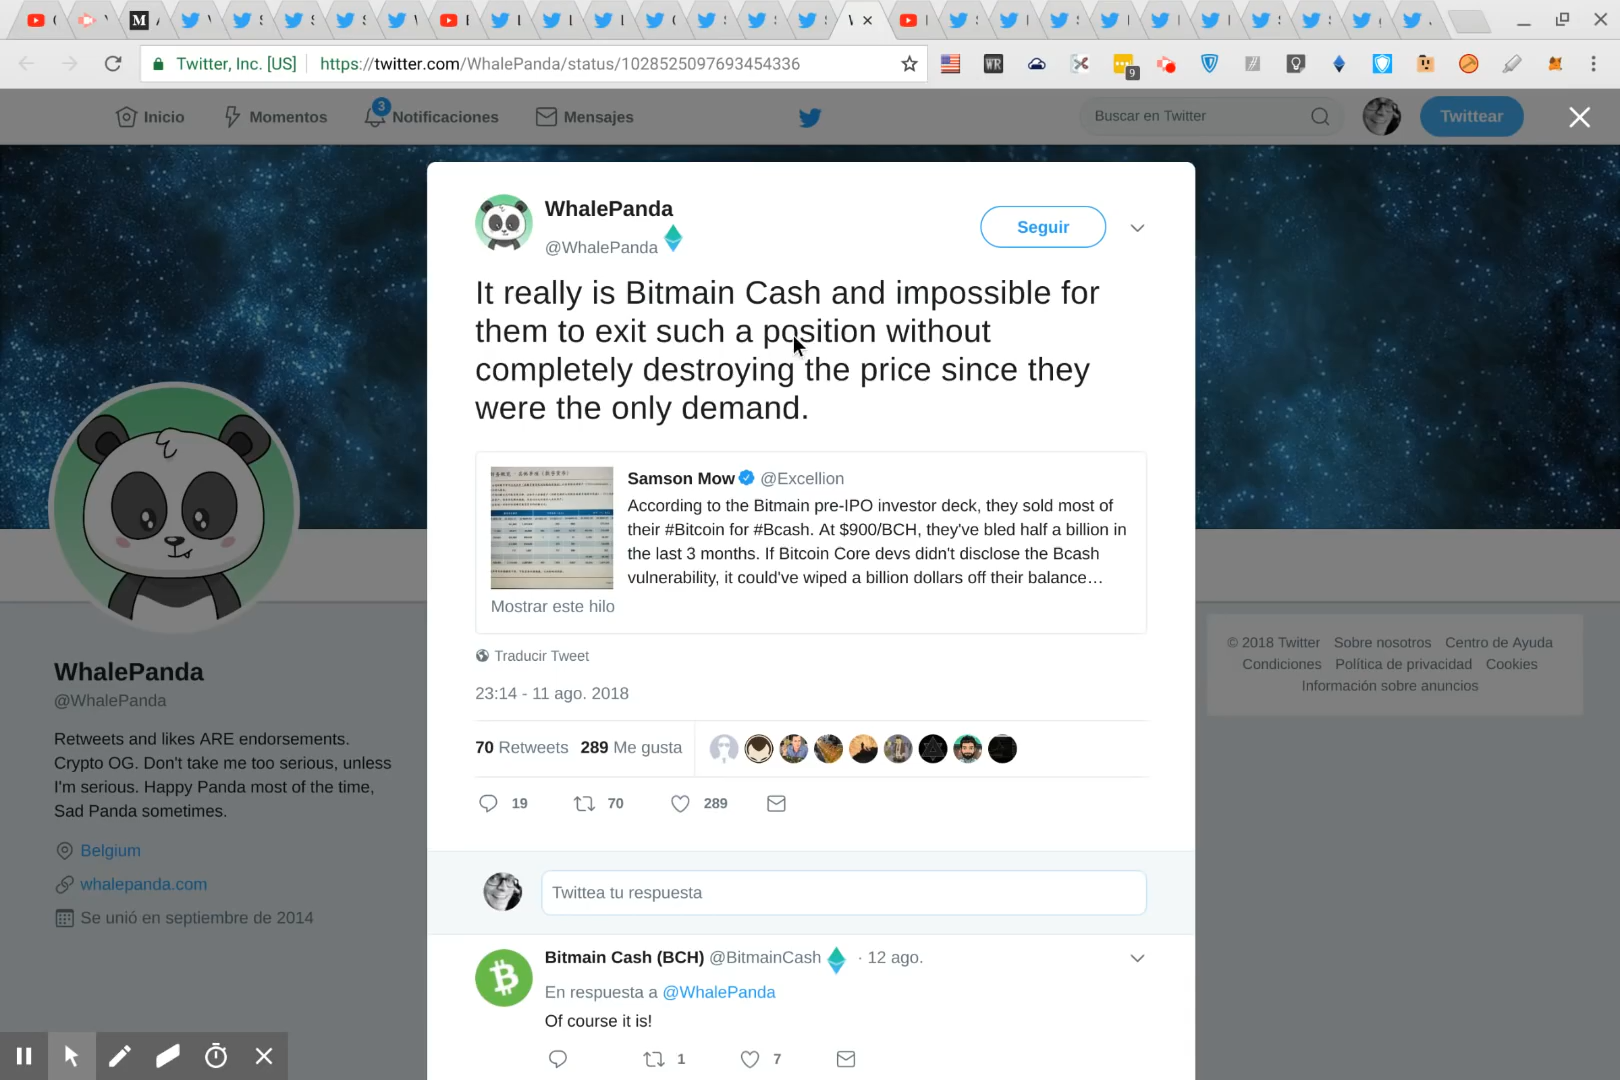 Twitter, Inc. [US]
https://twitter.com/WhalePanda/status/1028525097693454336
WR
9
Inicio
Momentos
3
Notificaciones
Mensajes
Buscar en Twitter
Twittear
WhalePanda
@WhalePanda
Seguir
It really is Bitmain Cash and impossible for
them to exit such a position without
completely destroying the price since they
were the only demand.
Samson Mow @Excellion
According to the Bitmain pre-IPO investor deck, they sold most of
their #Bitcoin for #Bcash. At $900/BCH, they've bled half a billion in
the last 3 months. If Bitcoin Core devs didn't disclose the Bcash
vulnerability, it could've wiped a billion dollars off their balance…
Mostrar este hilo
Traducir Tweet
23:14 - 11 ago. 2018
70 Retweets 289 Me gusta
19 70 289
Twittea tu respuesta
Bitmain Cash (BCH) @BitmainCash · 12 ago.
En respuesta a @WhalePanda
Of course it is!
1 7
WhalePanda
@WhalePanda
Retweets and likes ARE endorsements.
Crypto OG. Don't take me too serious, unless
I'm serious. Happy Panda most of the time,
Sad Panda sometimes.
Belgium
whalepanda.com
Se unió en septiembre de 2014
© 2018 Twitter Sobre nosotros Centro de Ayuda
Condiciones Política de privacidad Cookies
Información sobre anuncios